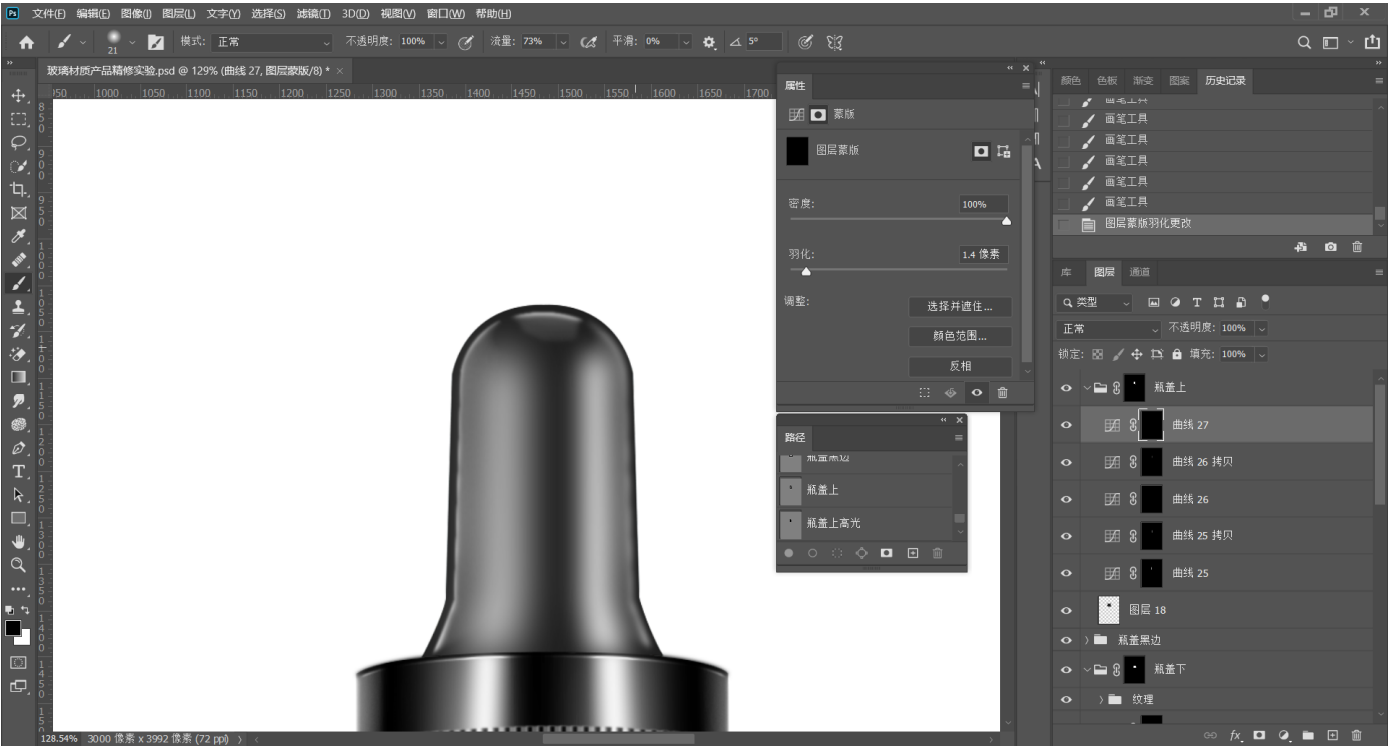 Ps 文件(F) 编辑(E) 图像(I) 图层(L) 文字(Y) 选择(S) 滤镜(T) 3D(D) 视图(V) 窗口(W) 帮助(H)
21 模式: 正常 不透明度: 100% 流量: 73% 平滑: 0% 5°
玻璃材质产品精修实验.psd @ 129% (曲线 27, 图层蒙版/8) * ×
1000 1050 1100 1150 1200 1250 1300 1350 1400 1450 1500 1550 1600 1650 1700
属性
蒙版
图层蒙版
密度: 100%
羽化: 1.4 像素
调整: 选择并遮住...
颜色范围...
反相
路径
瓶盖黑边
瓶盖上
瓶盖上高光
颜色 色板 渐变 图案 历史记录
画笔工具
画笔工具
画笔工具
画笔工具
画笔工具
画笔工具
图层蒙版羽化更改
库 图层 通道
类型
正常 不透明度: 100%
锁定: 填充: 100%
瓶盖上
曲线 27
曲线 26 拷贝
曲线 26
曲线 25 拷贝
曲线 25
图层 18
瓶盖黑边
瓶盖下
纹理
128.54% 3000 像素 x 3992 像素 (72 ppi)